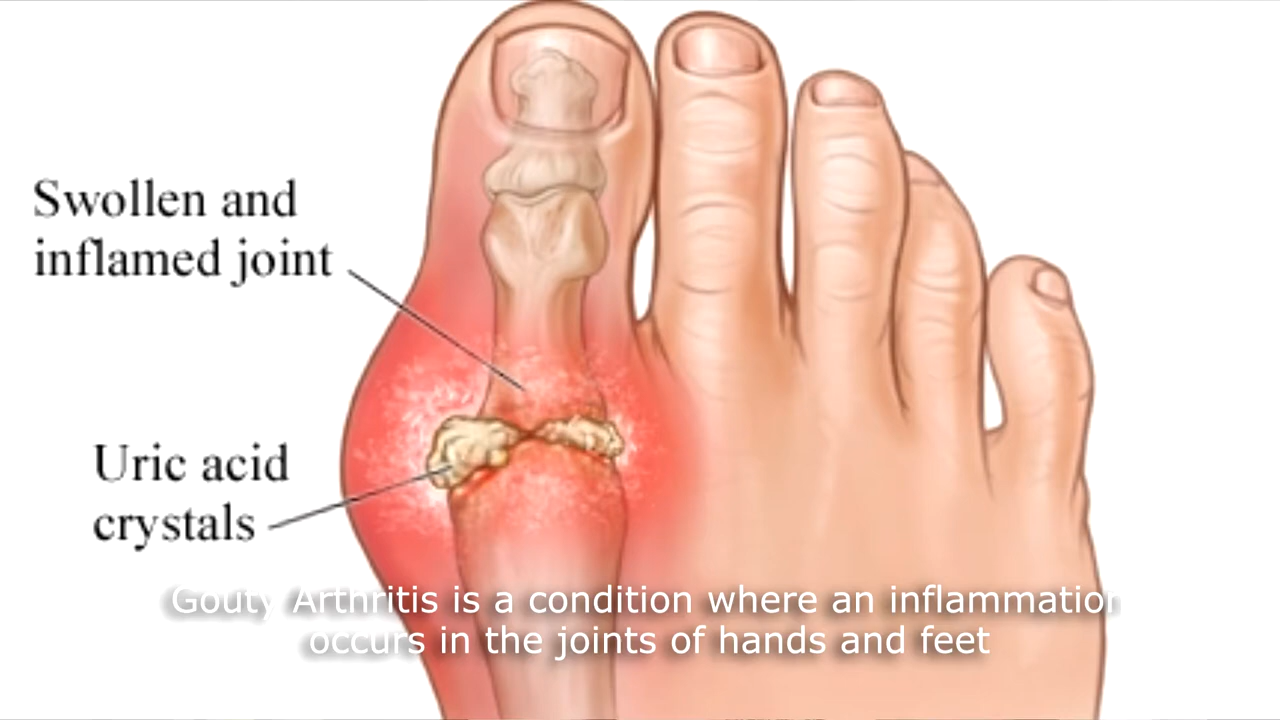 Swollen and
inflamed joint
Uric acid
crystals
Gouty Arthritis is a condition where an inflammation
occurs in the joints of hands and feet